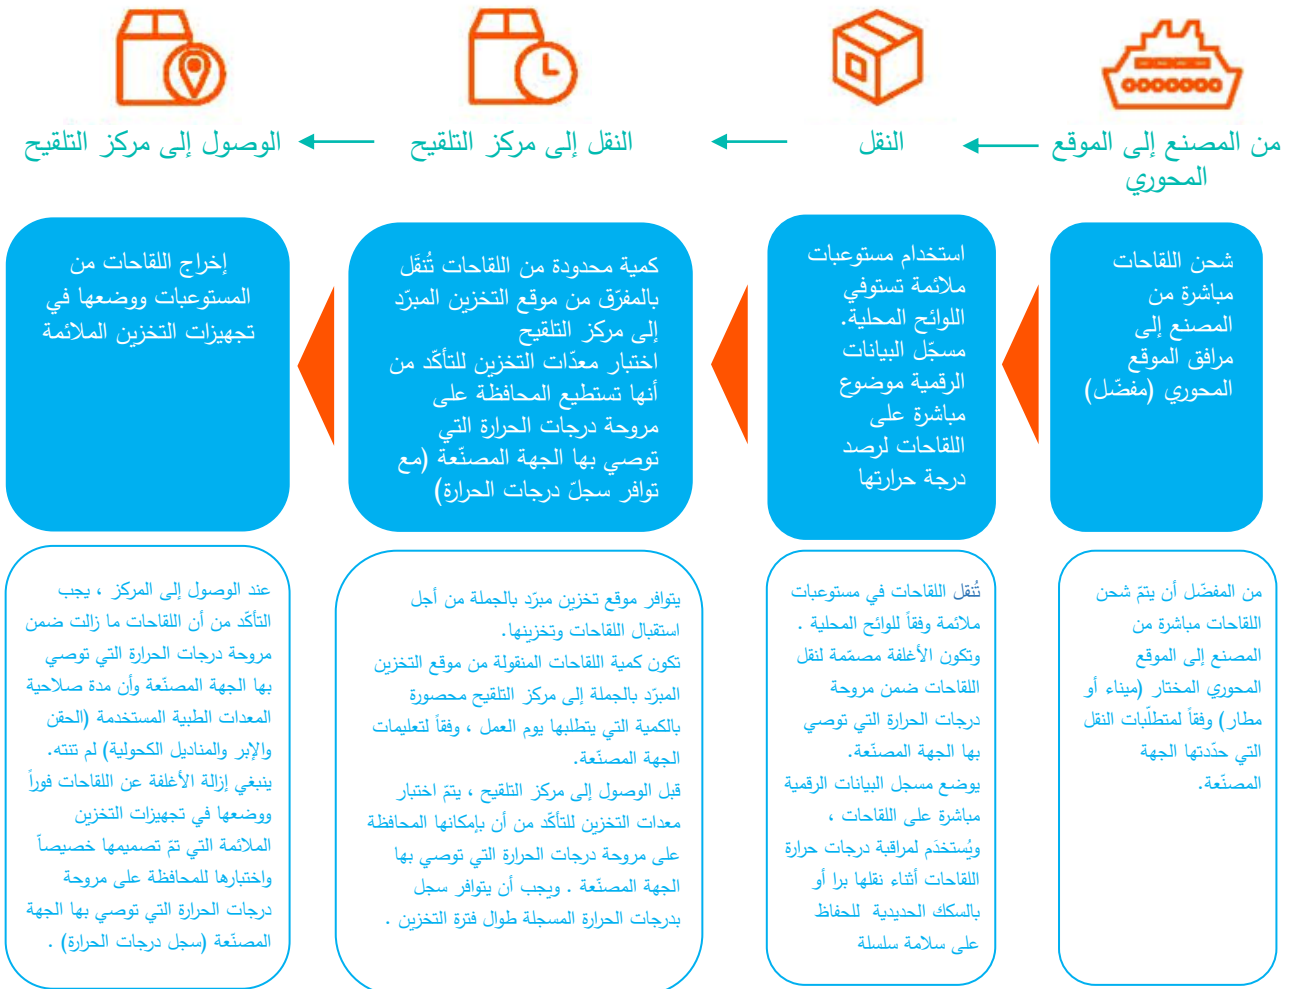 من المصنع إلى الموقع
المحوري
النقل
النقل إلى مركز التلقيح
الوصول إلى مركز التلقيح
شحن اللقاحات
مباشرة من
المصنع إلى
مرافق الموقع
المحوري (مفضّل)
استخدام مستوعبات
ملائمة تستوفي
اللوائح المحلية.
مسجّل البيانات
الرقمية موضوع
مباشرة على
اللقاحات لرصد
درجة حرارتها
كمية محدودة من اللقاحات تُنقَل
بالمفرّق من موقع التخزين المبرّد
إلى مركز التلقيح
اختبار معدّات التخزين للتأكّد من
أنها تستطيع المحافظة على
مروحة درجات الحرارة التي
توصي بها الجهة المصنّعة (مع
توافر سجلّ درجات الحرارة)
إخراج اللقاحات من
المستوعبات ووضعها في
تجهيزات التخزين الملائمة
من المفضّل أن يتمّ شحن
اللقاحات مباشرة من
المصنع إلى الموقع
المحوري المختار (ميناء أو
مطار) وفقاً لمتطلّبات النقل
التي حدّدتها الجهة
المصنّعة.
تُنقل اللقاحات في مستوعبات
ملائمة وفقاً للوائح المحلية .
وتكون الأغلفة مصمّمة لنقل
اللقاحات ضمن مروحة
درجات الحرارة التي توصي
بها الجهة المصنّعة.
يوضع مسجل البيانات الرقمية
مباشرة على اللقاحات ،
ويُستخدَم لمراقبة درجات حرارة
اللقاحات أثناء نقلها برا أو
بالسكك الحديدية للحفاظ
على سلامة سلسلة
يتوافر موقع تخزين مبرّد بالجملة من أجل
استقبال اللقاحات وتخزينها.
تكون كمية اللقاحات المنقولة من موقع التخزين
المبرّد بالجملة إلى مركز التلقيح محصورة
بالكمية التي يتطلبها يوم العمل ، وفقاً لتعليمات
الجهة المصنّعة.
قبل الوصول إلى مركز التلقيح ، يتمّ اختبار
معدات التخزين للتأكّد من أن بإمكانها المحافظة
على مروحة درجات الحرارة التي توصي بها
الجهة المصنّعة . ويجب أن يتوافر سجل
بدرجات الحرارة المسجلة طوال فترة التخزين .
عند الوصول إلى المركز ، يجب
التأكّد من أن اللقاحات ما زالت ضمن
مروحة درجات الحرارة التي توصي
بها الجهة المصنّعة وأن مدة صلاحية
المعدات الطبية المستخدمة (الحقن
والإبر والمناديل الكحولية) لم تنته.
ينبغي إزالة الأغلفة عن اللقاحات فوراً
ووضعها في تجهيزات التخزين
الملائمة التي تمّ تصميمها خصيصاً
واختبارها للمحافظة على مروحة
درجات الحرارة التي توصي بها الجهة
المصنّعة (سجل درجات الحرارة) .